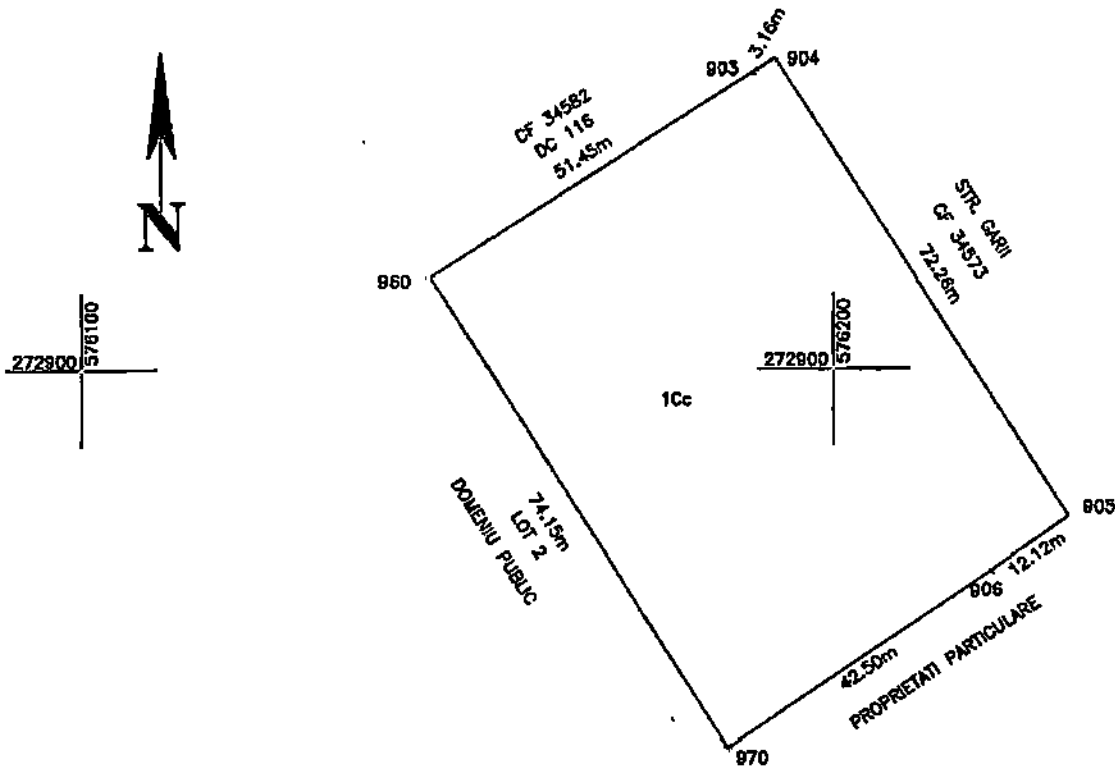 3.16m
903
904
CF 34582
DC 116
51.45m
N
STR. GARII
CF 34573
72.26m
960
576100
272900
576200
272900
1Cc
74.15m
LOT 2
DOMENIU PUBLIC
905
12.12m
906
42.50m
PROPRIETATI PARTICULARE
970